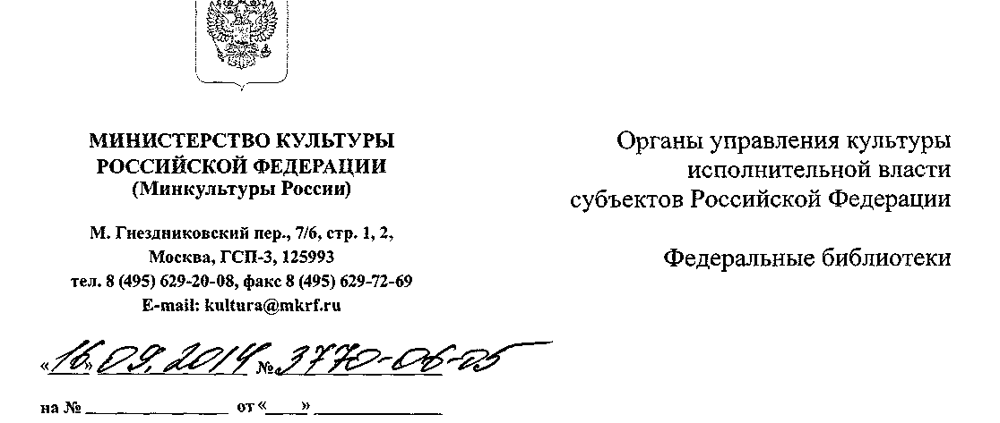 МИНИСТЕРСТВО КУЛЬТУРЫ
РОССИЙСКОЙ ФЕДЕРАЦИИ
(Минкультуры России)
М. Гнездниковский пер., 7/6, стр. 1, 2,
Москва, ГСП-3, 125993
тел. 8 (495) 629-20-08, факс 8 (495) 629-72-69
E-mail: kultura@mkrf.ru
«16» 09.2014 № 3770-06-05
на № ____________ от «____» ____________
Органы управления культуры
исполнительной власти
субъектов Российской Федерации
Федеральные библиотеки